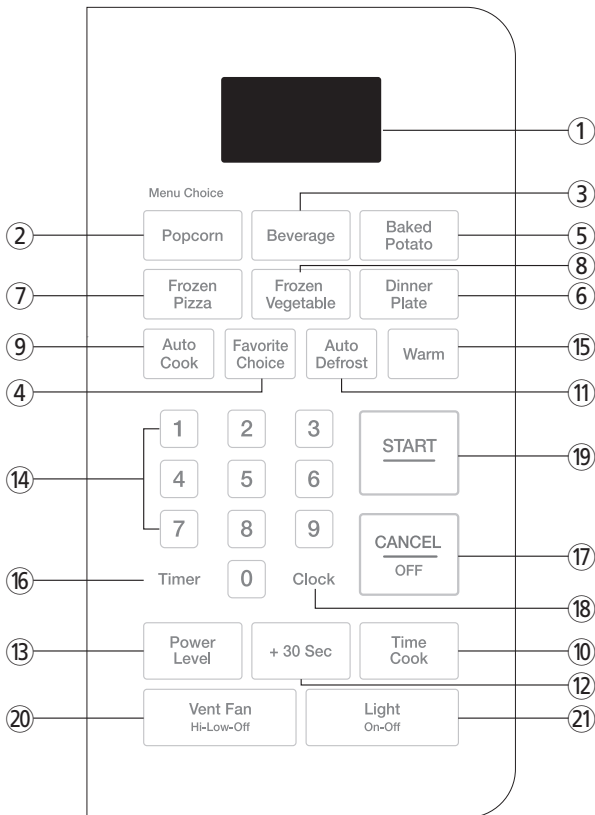 ①
Menu Choice
③
② Popcorn Beverage Baked Potato ⑤
⑧
⑦ Frozen Pizza Frozen Vegetable Dinner Plate ⑥
⑨ Auto Cook Favorite Choice Auto Defrost Warm ⑮
④ ⑪
1 2 3
START ⑲
⑭ 4 5 6
7 8 9
CANCEL ⑰
OFF
⑯ Timer 0 Clock
⑱
⑬ Power Level + 30 Sec Time Cook ⑩
⑫
⑳ Vent Fan Light ㉑
Hi-Low-Off On-Off